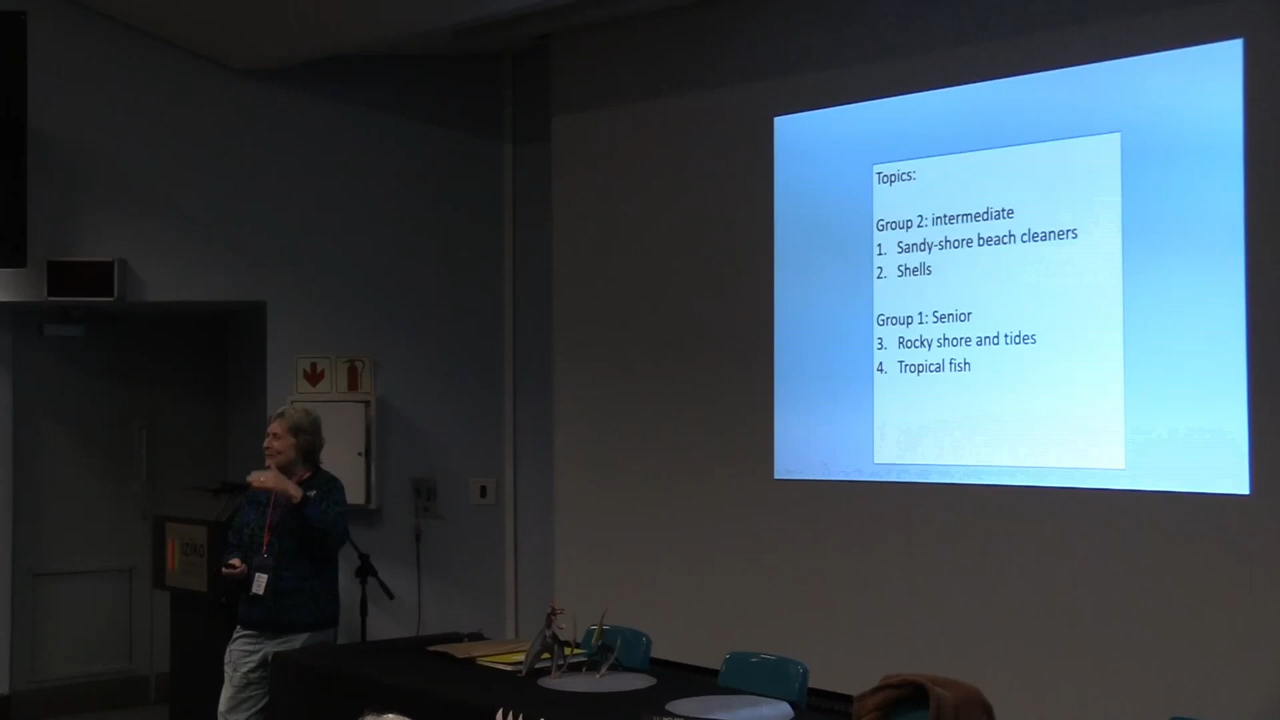 Topics:
Group 2: intermediate
1. Sandy-shore beach cleaners
2. Shells
Group 1: Senior
3. Rocky shore and tides
4. Tropical fish
iziko